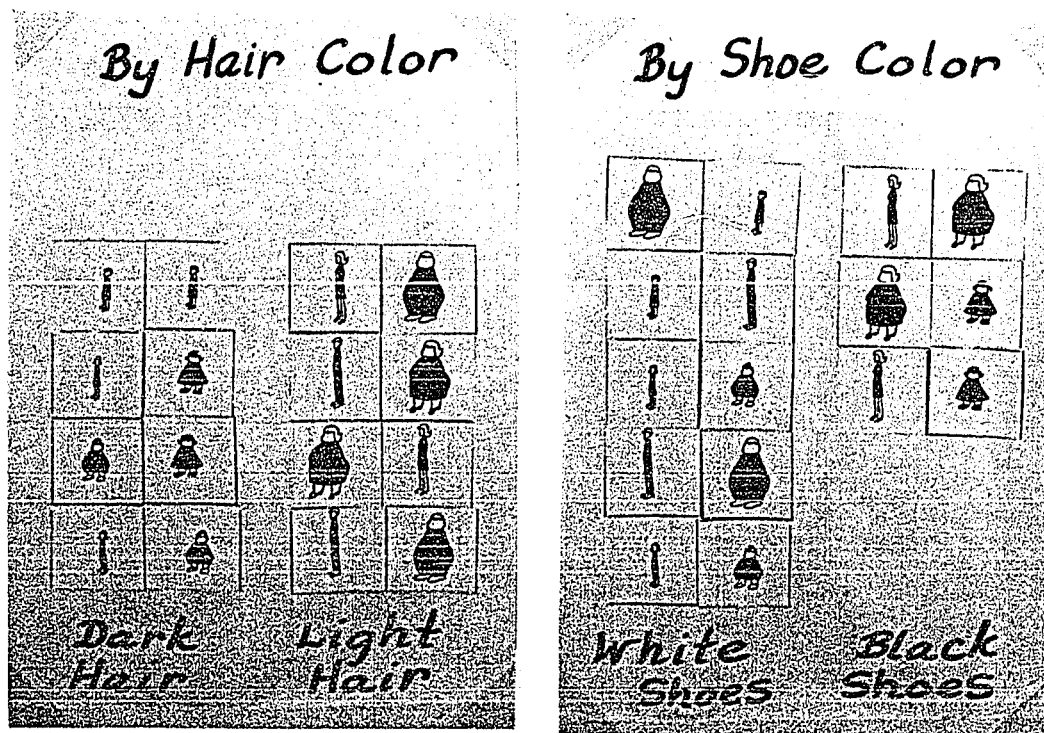 By Hair Color
Dark
Hair
Light
Hair
By Shoe Color
White
Shoes
Black
Shoes